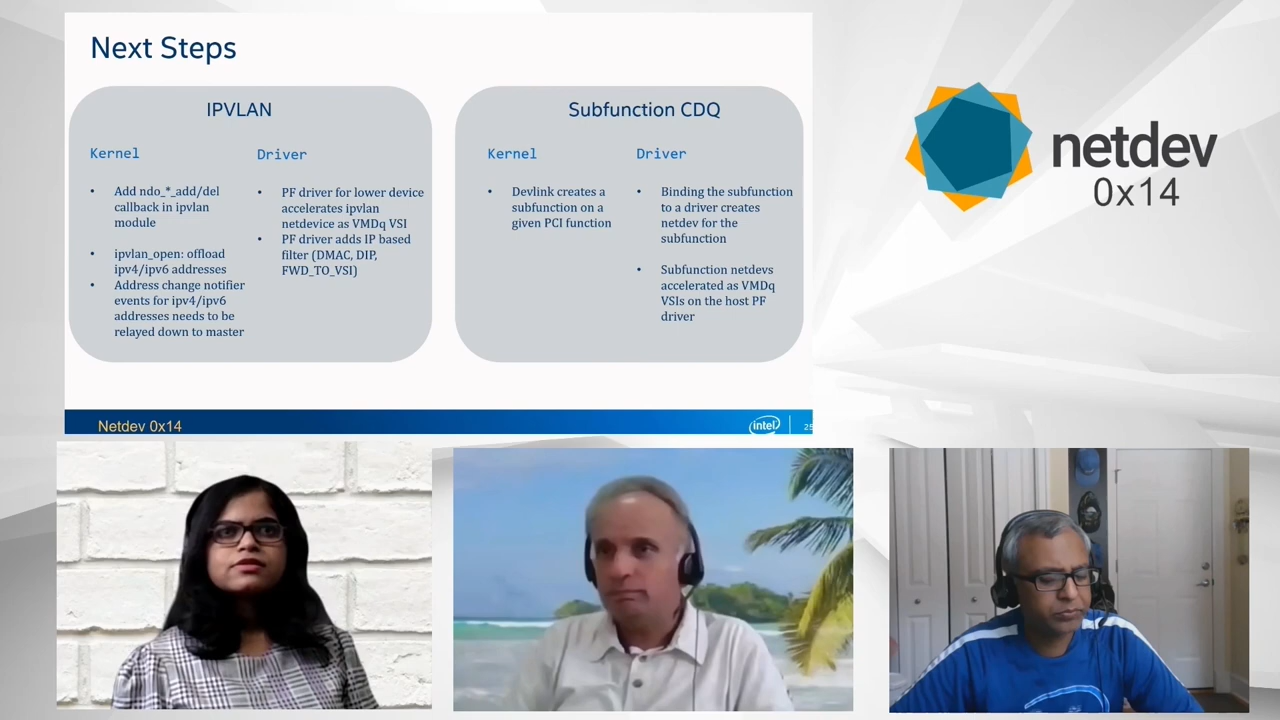 Next Steps
IPVLAN
Kernel
• Add ndo_*_add/del
callback in ipvlan
module
• ipvlan_open: offload
ipv4/ipv6 addresses
• Address change notifier
events for ipv4/ipv6
addresses needs to be
relayed down to master
Driver
• PF driver for lower device
accelerates ipvlan
netdevice as VMDq VSI
• PF driver adds IP based
filter (DMAC, DIP,
FWD_TO_VSI)
Subfunction CDQ
Kernel
• Devlink creates a
subfunction on a
given PCI function
Driver
• Binding the subfunction
to a driver creates
netdev for the
subfunction
• Subfunction netdevs
accelerated as VMDq
VSIs on the host PF
driver
Netdev 0x14
intel
25
netdev
0x14